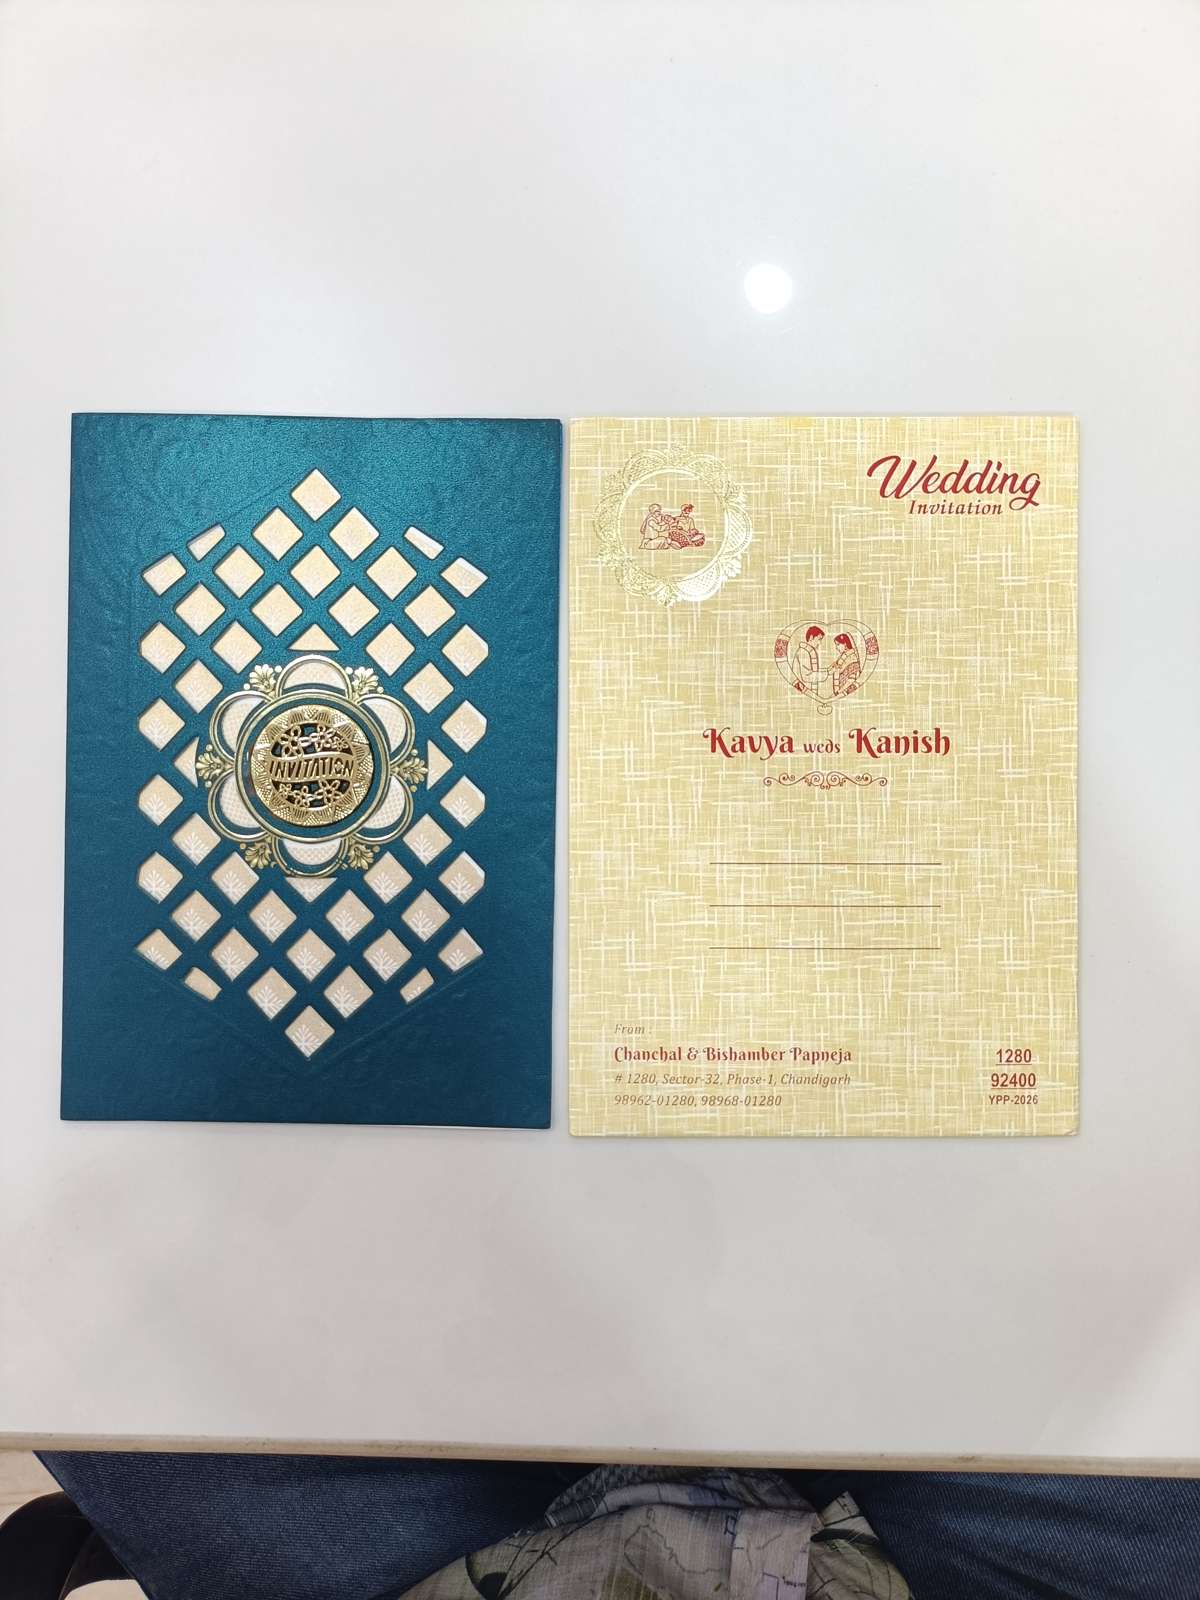 INVITATION
Wedding
Invitation
Kavya weds Kanish
From :
Chanchal & Bishamber Papneja
# 1280, Sector-32, Phase-1, Chandigarh
98962-01280, 98968-01280
1280
92400
YPP-2026